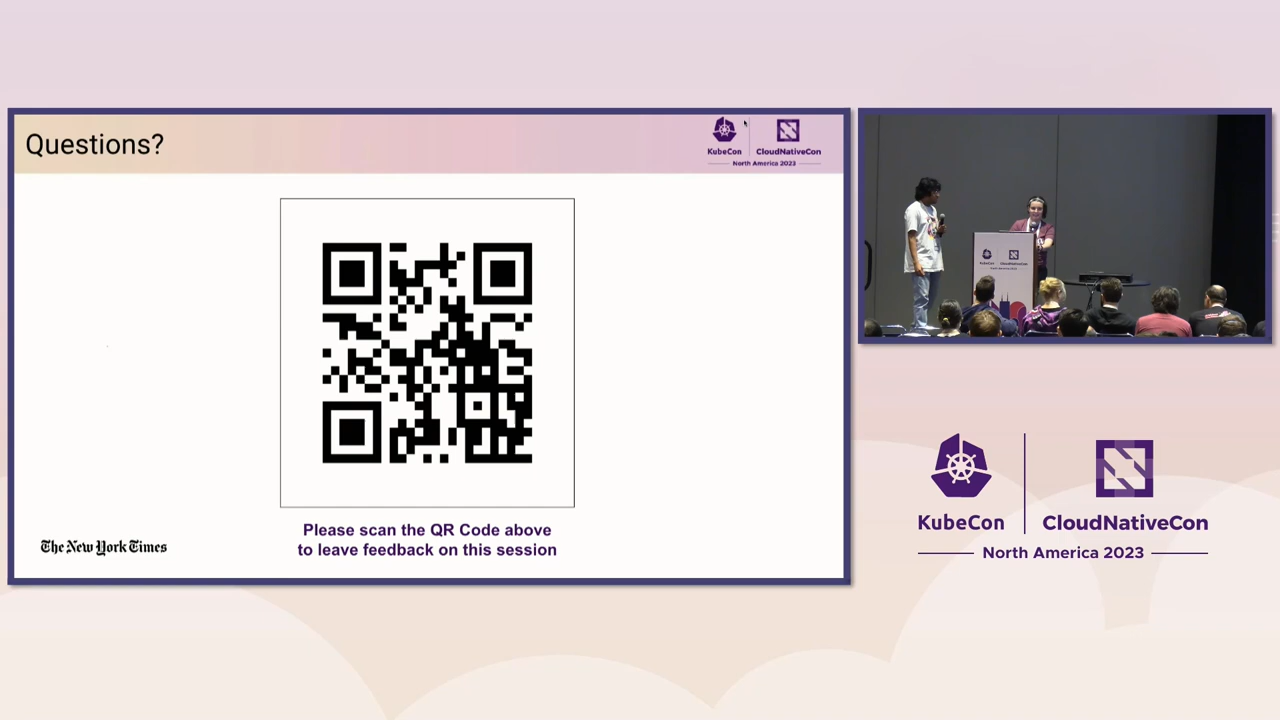 Questions?
KubeCon
CloudNativeCon
North America 2023
Please scan the QR Code above
to leave feedback on this session
The New York Times
KubeCon
CloudNativeCon
North America 2023